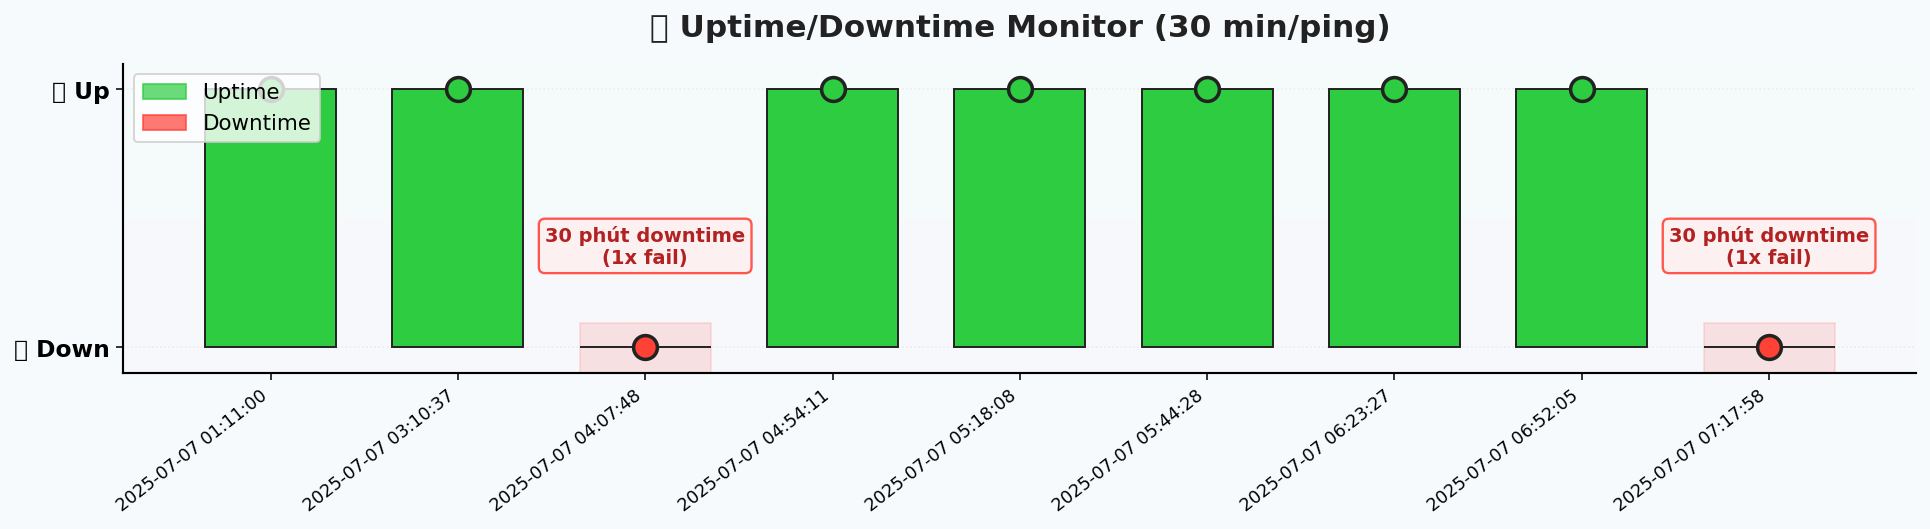 Uptime/Downtime Monitor (30 min/ping)
Up
Down
Uptime
Downtime
30 phút downtime
(1x fail)
30 phút downtime
(1x fail)
2025-07-07 01:11:00
2025-07-07 03:10:37
2025-07-07 04:07:48
2025-07-07 04:54:11
2025-07-07 05:18:08
2025-07-07 05:44:28
2025-07-07 06:23:27
2025-07-07 06:52:05
2025-07-07 07:17:58